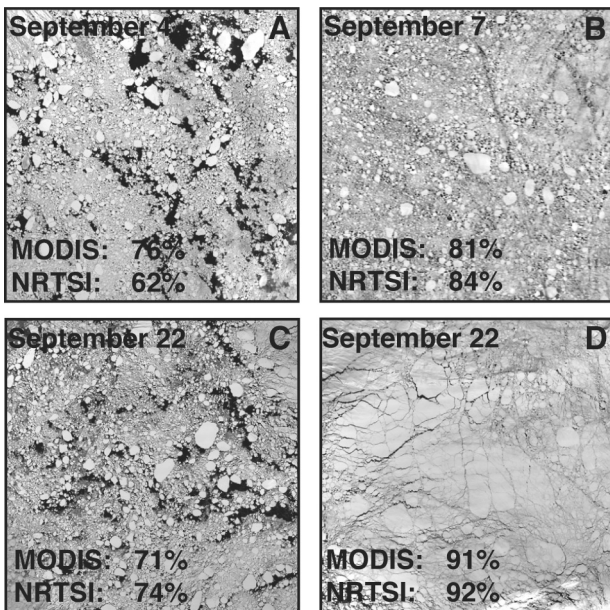 September 4 A
MODIS: 76%
NRTSI: 62%
September 7 B
MODIS: 81%
NRTSI: 84%
September 22 C
MODIS: 71%
NRTSI: 74%
September 22 D
MODIS: 91%
NRTSI: 92%